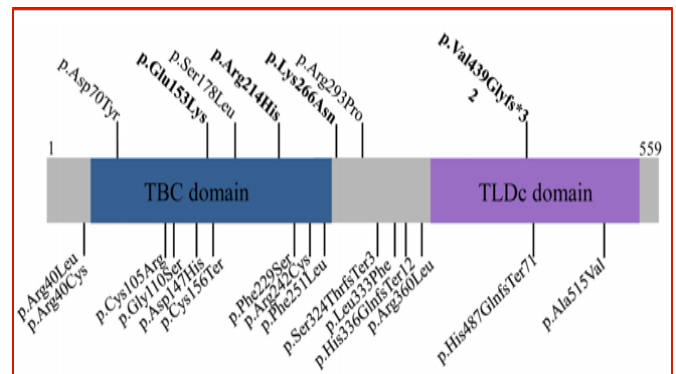 p.Asp70Tyr
p.Glu153Lys
p.Ser178Leu
p.Arg214His
p.Lys266Asn
p.Arg293Pro
p.Val439Glyfs*3
2
1
559
TBC domain
TLDc domain
p.Arg40Leu
p.Arg40Cys
p.Cys105Arg
p.Gly110Ser
p.Asp147His
p.Cys156Ter
p.Phe229Ser
p.Arg242Cys
p.Phe251Leu
p.Ser324ThrfsTer3
p.Leu333Phe
p.His336GlnfsTer12
p.Arg360Leu
p.His487GlnfsTer71
p.Ala515Val